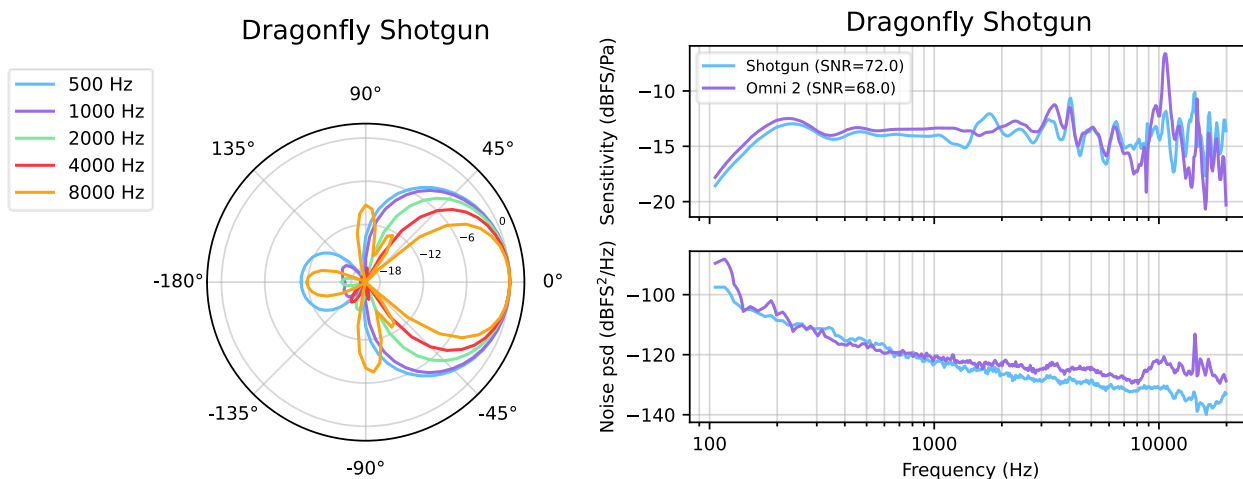 Dragonfly Shotgun
500 Hz
1000 Hz
2000 Hz
4000 Hz
8000 Hz
90°
135°
45°
-180°
0°
-135°
-45°
-90°
0
−6
−12
−18
Dragonfly Shotgun
Sensitivity (dBFS/Pa)
−10
−15
−20
Shotgun (SNR=72.0)
Omni 2 (SNR=68.0)
Noise psd (dBFS²/Hz)
−100
−120
−140
100
1000
10000
Frequency (Hz)